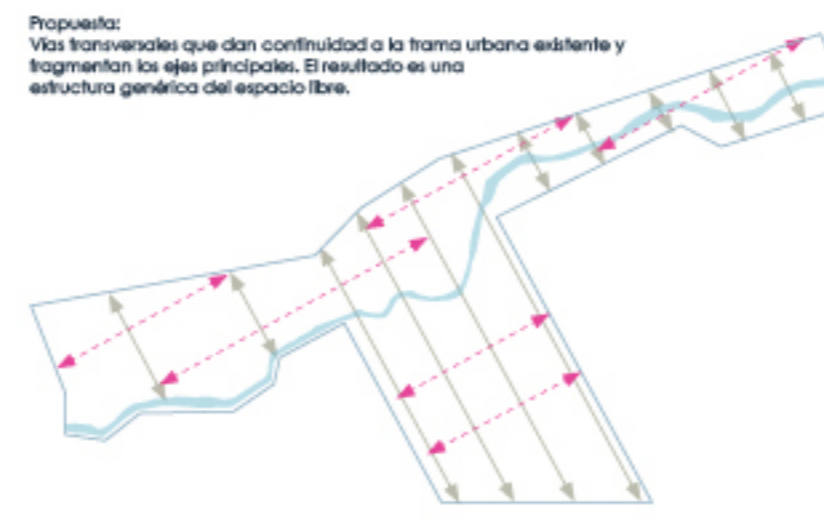 Propuesta:
Vías transversales que dan continuidad a la trama urbana existente y
fragmentan los ejes principales. El resultado es una
estructura genérica del espacio libre.